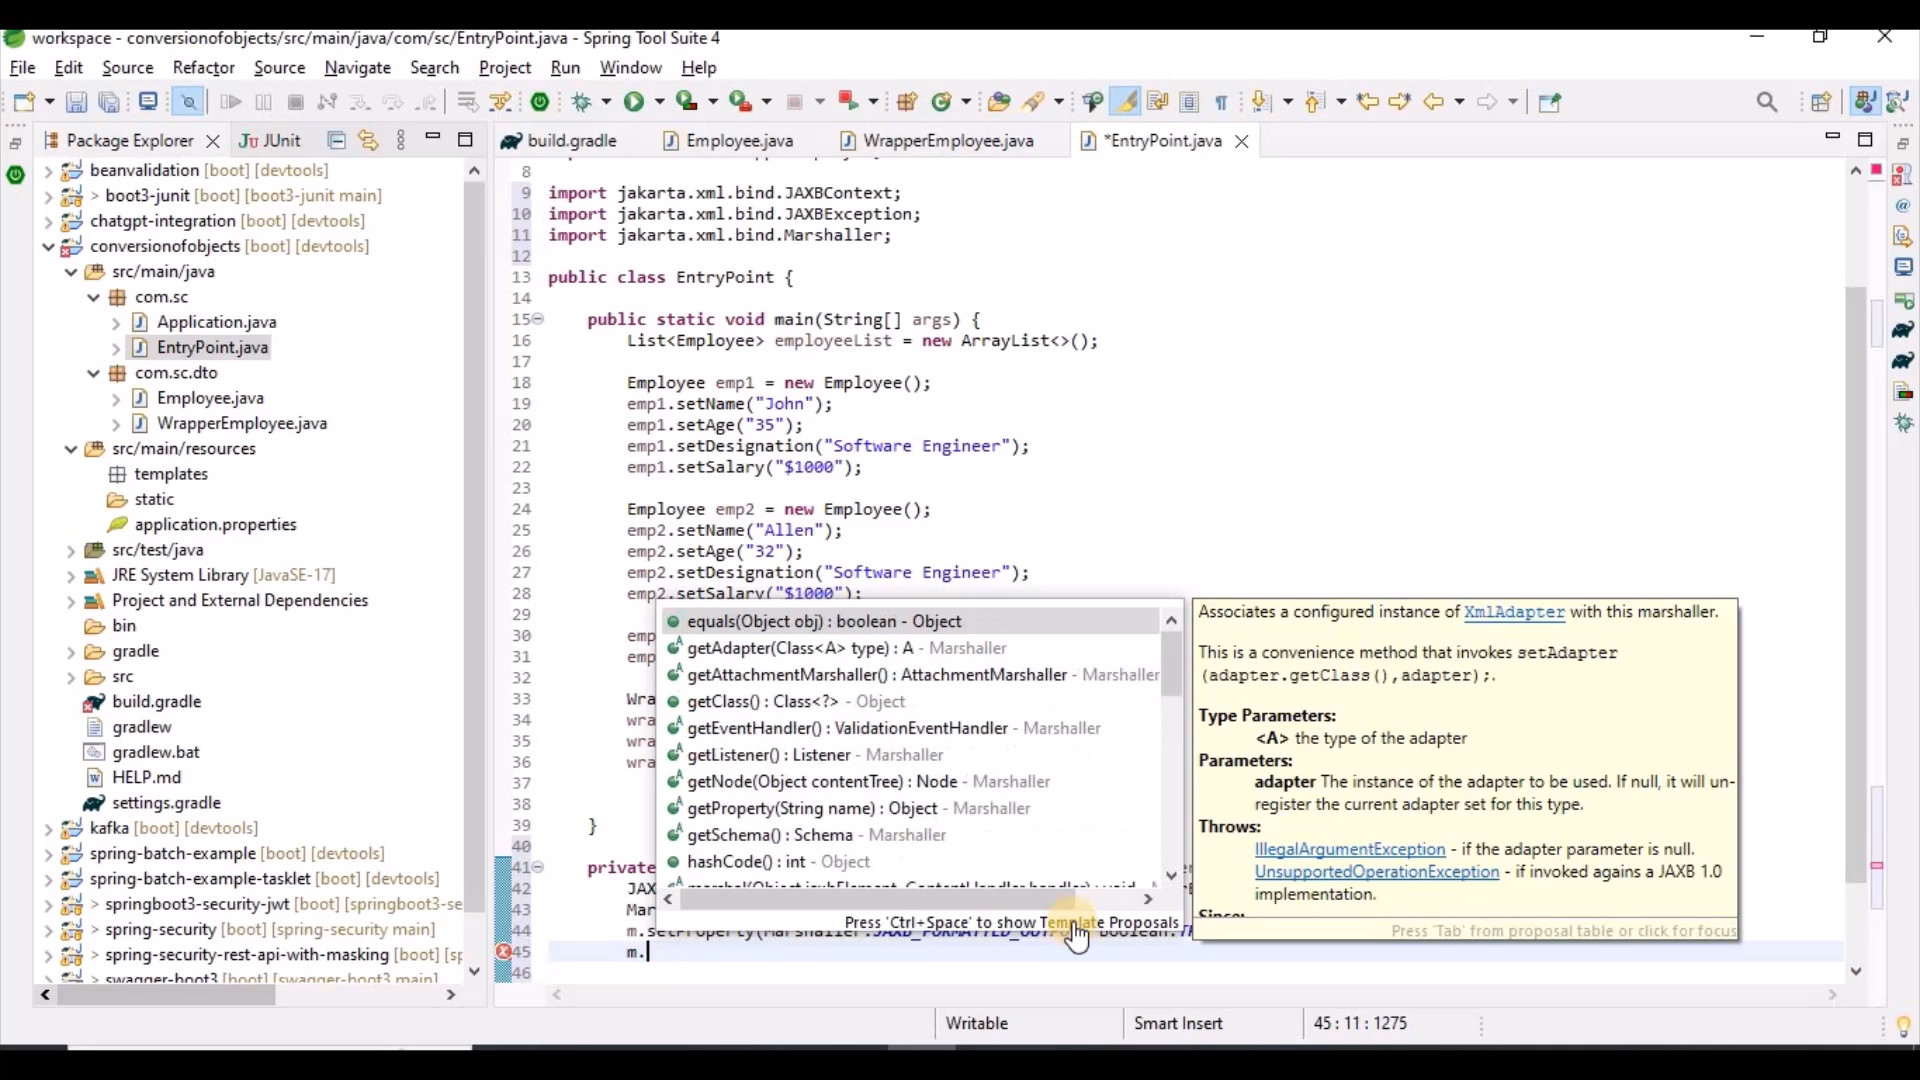 workspace - conversionofobjects/src/main/java/com/sc/EntryPoint.java - Spring Tool Suite 4
File Edit Source Refactor Source Navigate Search Project Run Window Help
Package Explorer JUnit
build.gradle Employee.java WrapperEmployee.java *EntryPoint.java
beanvalidation [boot] [devtools]
> boot3-junit [boot] [boot3-junit main]
chatgpt-integration [boot] [devtools]
conversionofobjects [boot] [devtools]
src/main/java
com.sc
Application.java
EntryPoint.java
com.sc.dto
Employee.java
WrapperEmployee.java
src/main/resources
templates
static
application.properties
src/test/java
JRE System Library [JavaSE-17]
Project and External Dependencies
bin
gradle
src
build.gradle
gradlew
gradlew.bat
HELP.md
settings.gradle
kafka [boot] [devtools]
spring-batch-example [boot] [devtools]
spring-batch-example-tasklet [boot] [devtools]
> springboot3-security-jwt [boot] [springboot3-se
> spring-security [boot] [spring-security main]
> spring-security-rest-api-with-masking [boot] [sp
> swagger-boot3 [boot] [swagger-boot3 main]
8
9 import jakarta.xml.bind.JAXBContext;
10 import jakarta.xml.bind.JAXBException;
11 import jakarta.xml.bind.Marshaller;
12
13 public class EntryPoint {
14
15 public static void main(String[] args) {
16 List<Employee> employeeList = new ArrayList<>();
17
18 Employee emp1 = new Employee();
19 emp1.setName("John");
20 emp1.setAge("35");
21 emp1.setDesignation("Software Engineer");
22 emp1.setSalary("$1000");
23
24 Employee emp2 = new Employee();
25 emp2.setName("Allen");
26 emp2.setAge("32");
27 emp2.setDesignation("Software Engineer");
28 emp2.setSalary("$1000");
29
30 emp
31 emp
32
33 Wra
34 wra
35 wra
36 wra
37
38
39 }
40
41 private
42 JAX
43 Mar
44 m.setProperty(Marshaller.JAXB_FORMATTED_OUTP Boolean.T
45 m.
46
equals(Object obj) : boolean - Object
getAdapter(Class<A> type) : A - Marshaller
getAttachmentMarshaller() : AttachmentMarshaller - Marshaller
getClass() : Class<?> - Object
getEventHandler() : ValidationEventHandler - Marshaller
getListener() : Listener - Marshaller
getNode(Object contentTree) : Node - Marshaller
getProperty(String name) : Object - Marshaller
getSchema() : Schema - Marshaller
hashCode() : int - Object
marshal(Object jaxbElement, ContentHandler handler) : void
Press 'Ctrl+Space' to show Template Proposals
Associates a configured instance of XmlAdapter with this marshaller.
This is a convenience method that invokes setAdapter
(adapter.getClass(),adapter);.
Type Parameters:
<A> the type of the adapter
Parameters:
adapter The instance of the adapter to be used. If null, it will un-
register the current adapter set for this type.
Throws:
IllegalArgumentException - if the adapter parameter is null.
UnsupportedOperationException - if invoked agains a JAXB 1.0
implementation.
Since:
Press 'Tab' from proposal table or click for focus
Writable Smart Insert 45 : 11 : 1275